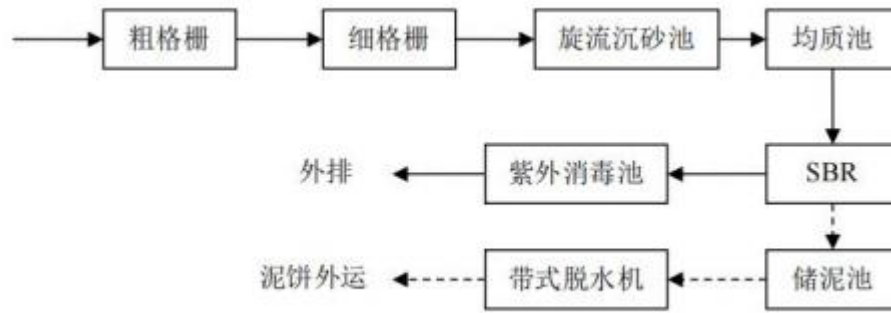 粗格栅
细格栅
旋流沉砂池
均质池
外排
紫外消毒池
SBR
泥饼外运
带式脱水机
储泥池